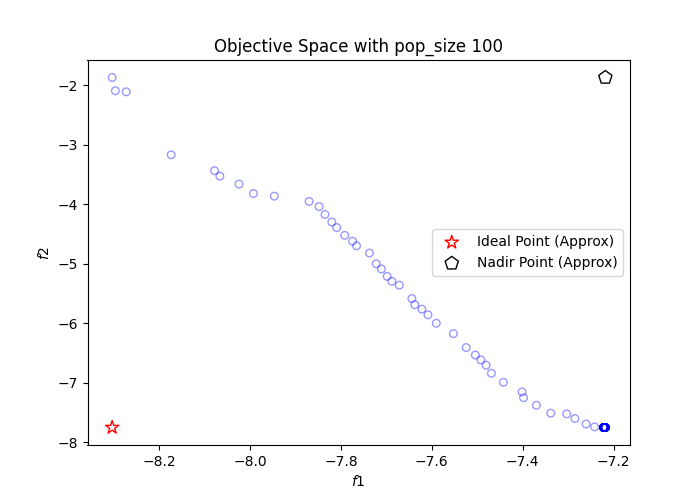 Objective Space with pop_size 100
−2
−3
−4
−5
−6
−7
−8
f2
Ideal Point (Approx)
Nadir Point (Approx)
−8.2
−8.0
−7.8
−7.6
−7.4
−7.2
f1